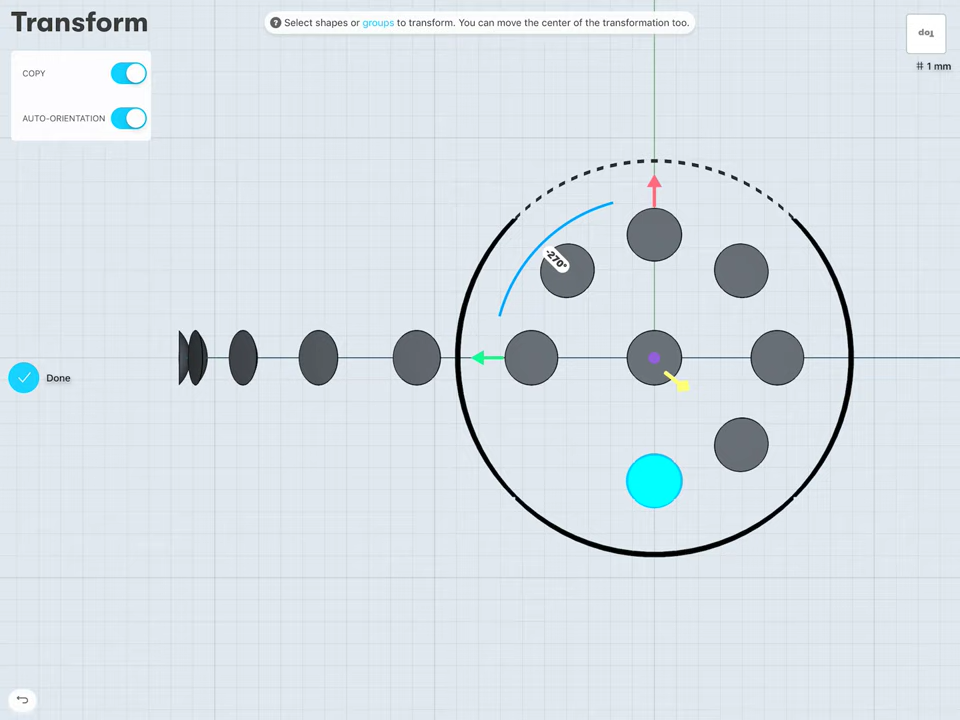 Transform
Select shapes or groups to transform. You can move the center of the transformation too.
Top
# 1 mm
COPY
AUTO-ORIENTATION
-270°
Done